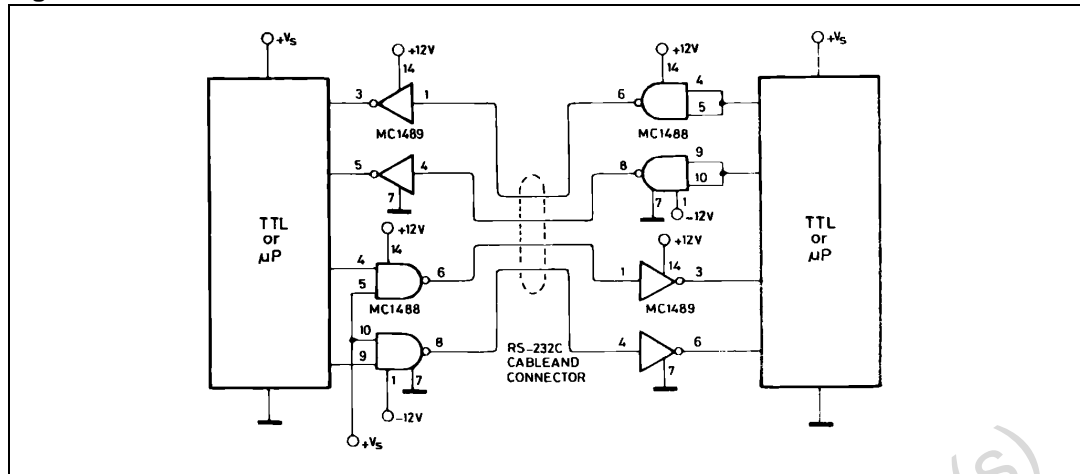 +VS
+12V
14
3
1
MC1489
5
4
7
+12V
14
4
6
5
MC1488
10
8
9
1
7
-12V
+VS
TTL
or
µP
RS-232C
CABLEAND
CONNECTOR
+12V
14
4
6
5
MC1488
9
8
10
7
1
-12V
+12V
14
1
3
MC1489
4
6
7
+VS
TTL
or
µP
(s)